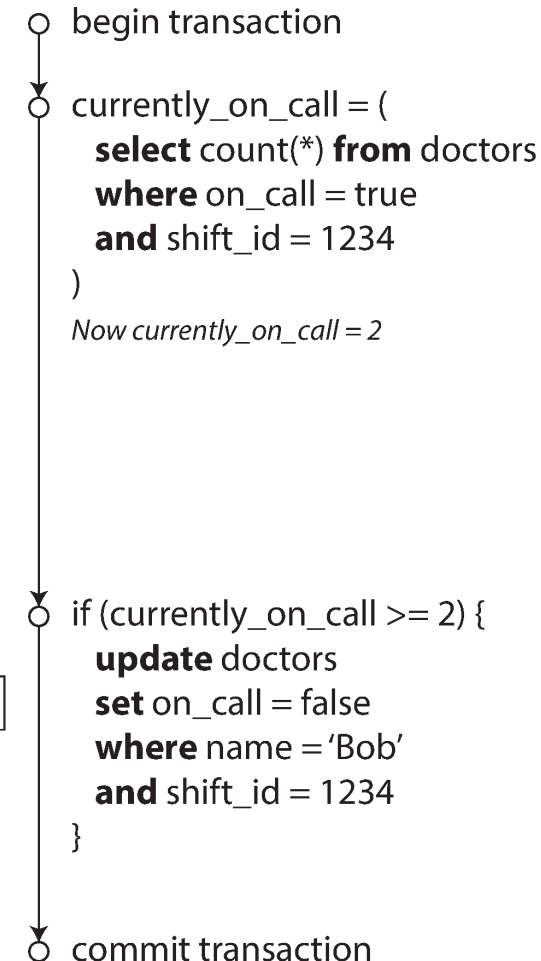 begin transaction
currently_on_call = (
select count(*) from doctors
where on_call = true
and shift_id = 1234
)
Now currently_on_call = 2
if (currently_on_call >= 2) {
update doctors
set on_call = false
where name = ‘Bob’
and shift_id = 1234
}
commit transaction